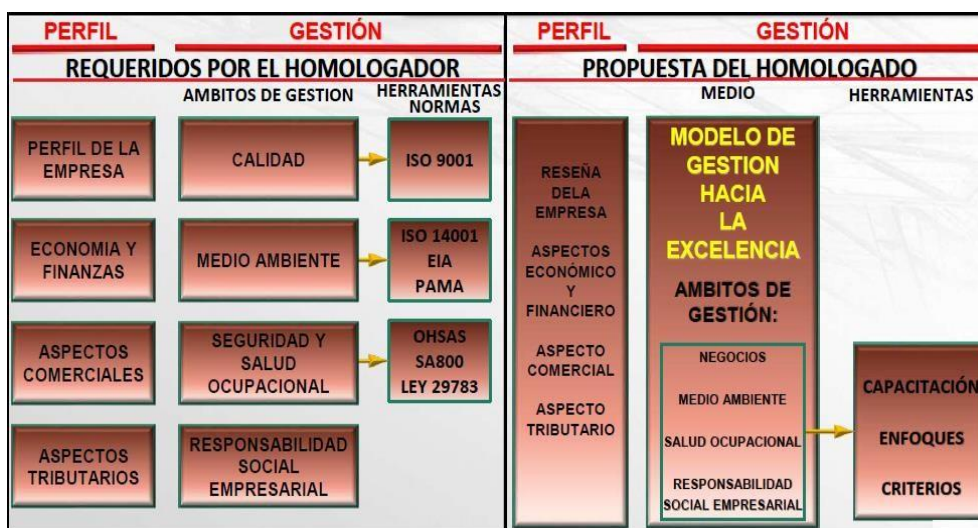 PERFIL
GESTIÓN
REQUERIDOS POR EL HOMOLOGADOR
AMBITOS DE GESTION
HERRAMIENTAS
NORMAS
PERFIL DE LA
EMPRESA
CALIDAD
ISO 9001
ECONOMIA Y
FINANZAS
MEDIO AMBIENTE
ISO 14001
EIA
PAMA
ASPECTOS
COMERCIALES
SEGURIDAD Y
SALUD
OCUPACIONAL
OHSAS
SA800
LEY 29783
ASPECTOS
TRIBUTARIOS
RESPONSABILIDAD
SOCIAL
EMPRESARIAL
PERFIL
GESTIÓN
PROPUESTA DEL HOMOLOGADO
MEDIO
HERRAMIENTAS
RESEÑA
DELA
EMPRESA
ASPECTOS
ECONÓMICO
Y
FINANCIERO
ASPECTO
COMERCIAL
ASPECTO
TRIBUTARIO
MODELO DE
GESTION
HACIA
LA
EXCELENCIA
AMBITOS DE
GESTIÓN:
NEGOCIOS
MEDIO AMBIENTE
SALUD OCUPACIONAL
RESPONSABILIDAD
SOCIAL EMPRESARIAL
CAPACITACIÓN
ENFOQUES
CRITERIOS